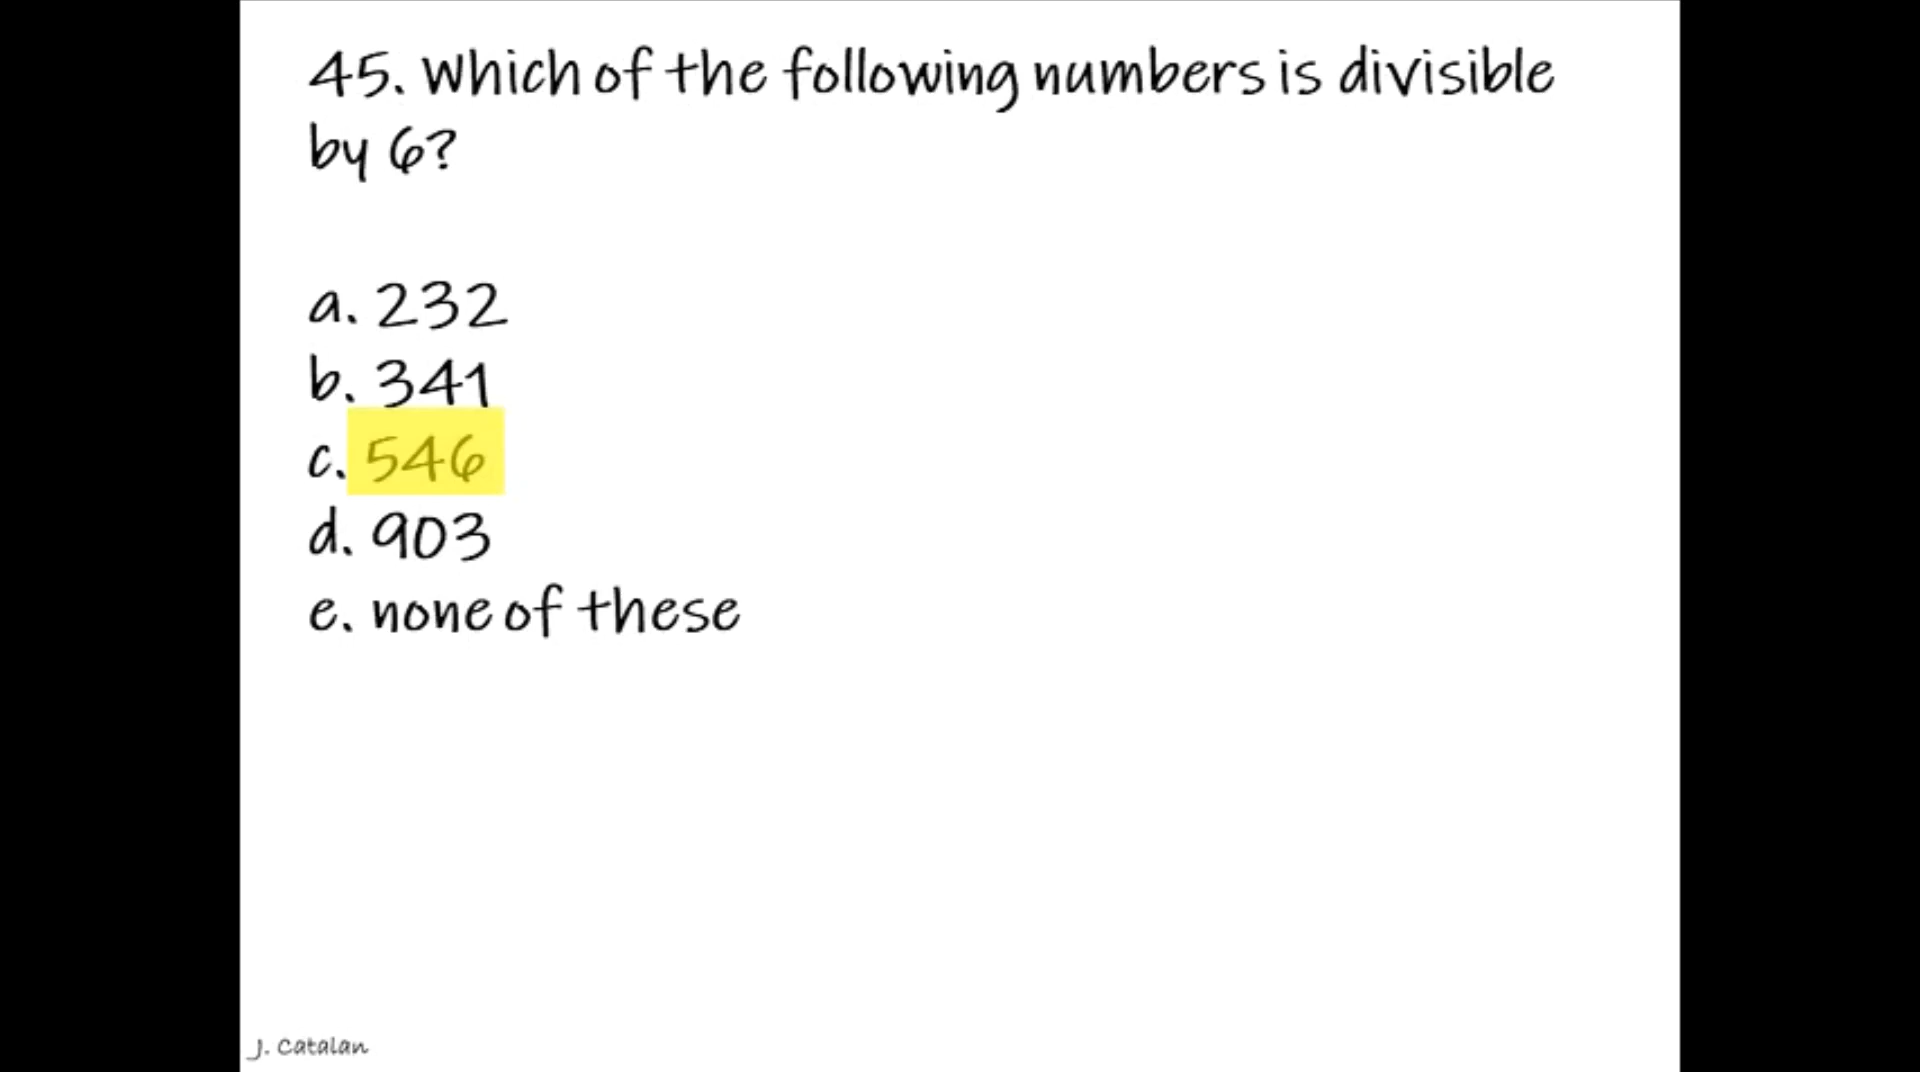 45. Which of the following numbers is divisible
by 6?
a. 232
b. 341
c. 546
d. 903
e. none of these
J. Catalan